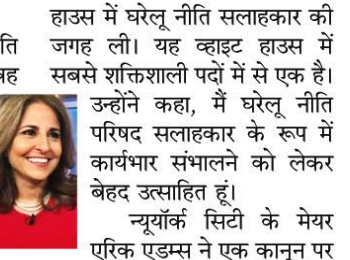 हाउस में घरेलू नीति सलाहकार की
ति जगह ली। यह व्हाइट हाउस में
सबसे शक्तिशाली पदों में से एक है।
उन्होंने कहा, मैं घरेलू नीति
परिषद सलाहकार के रूप में
कार्यभार संभालने को लेकर
बेहद उत्साहित हूं।
न्यूयॉर्क सिटी के मेयर
एरिक एडम्स ने एक कानून पर